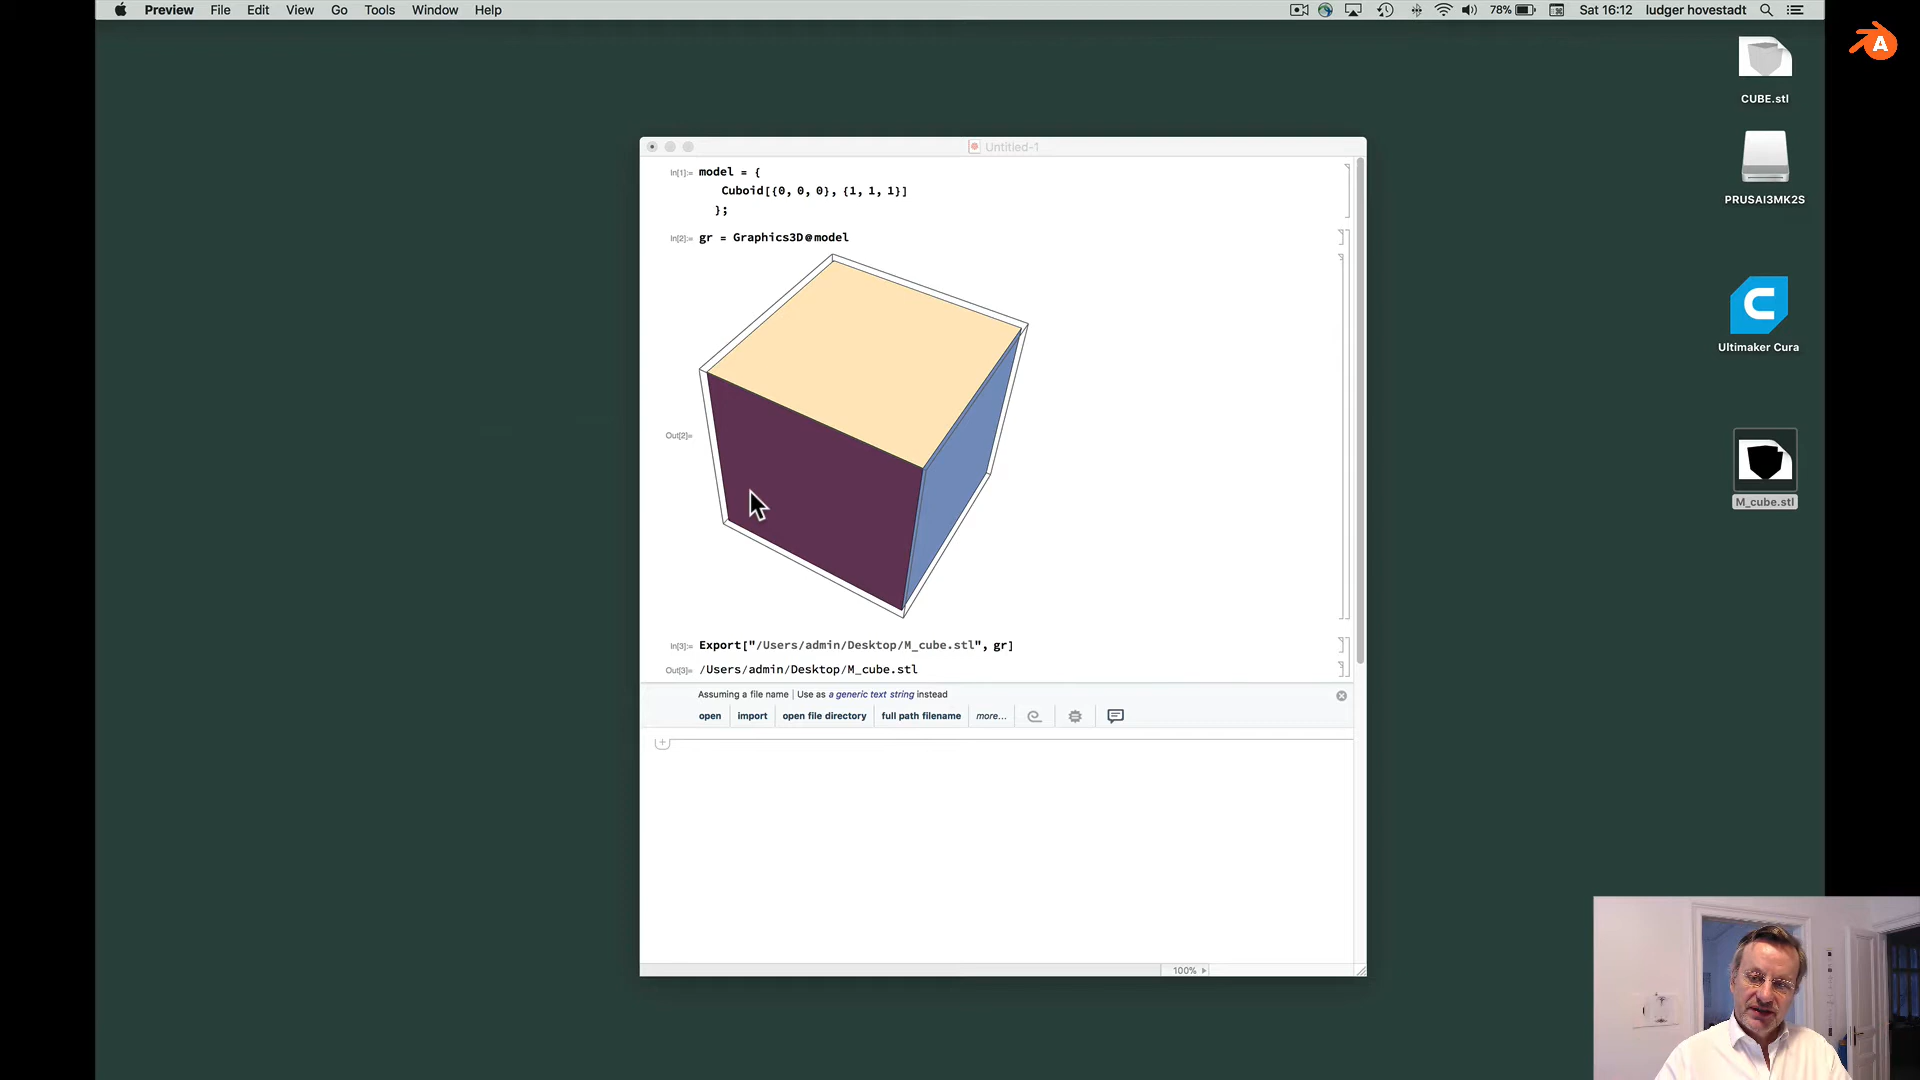 Preview File Edit View Go Tools Window Help 78% Sat 16:12 ludger hovestadt
A
CUBE.stl
PRUSAI3MK2S
Ultimaker Cura
M_cube.stl
Untitled-1
In[1]:= model = {
Cuboid[{0, 0, 0}, {1, 1, 1}]
};
In[2]:= gr = Graphics3D@model
Out[2]=
In[3]:= Export["/Users/admin/Desktop/M_cube.stl", gr]
Out[3]= /Users/admin/Desktop/M_cube.stl
Assuming a file name | Use as a generic text string instead
open import open file directory full path filename more...
100%